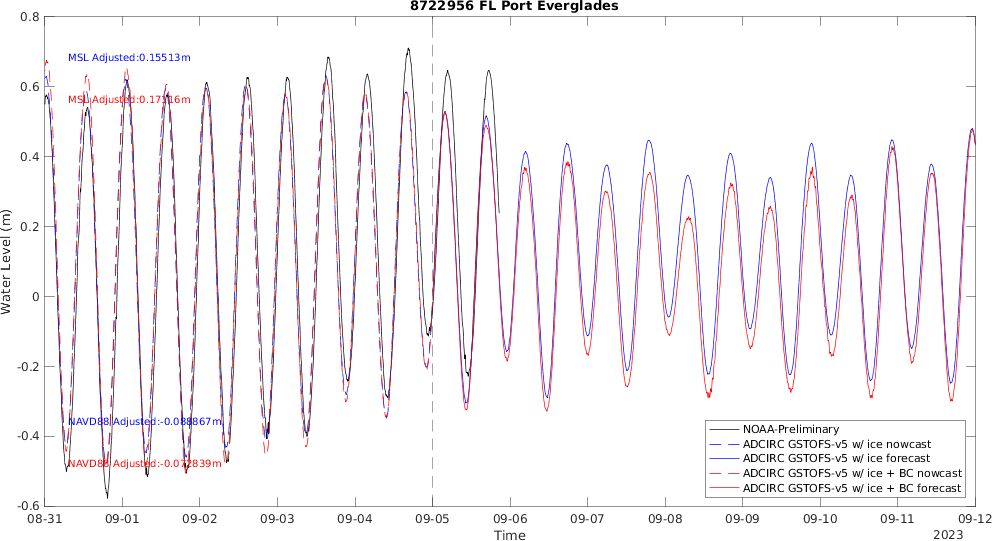 8722956 FL Port Everglades
0.8
MSL Adjusted:0.15513m
0.6
MSL Adjusted:0.17116m
0.4
0.2
Water Level (m)
0
-0.2
NAVD88 Adjusted:-0.088867m
-0.4
NAVD88 Adjusted:-0.072839m
-0.6
NOAA-Preliminary
ADCIRC GSTOFS-v5 w/ ice nowcast
ADCIRC GSTOFS-v5 w/ ice forecast
ADCIRC GSTOFS-v5 w/ ice + BC nowcast
ADCIRC GSTOFS-v5 w/ ice + BC forecast
08-31 09-01 09-02 09-03 09-04 09-05 09-06 09-07 09-08 09-09 09-10 09-11 09-12
Time
2023